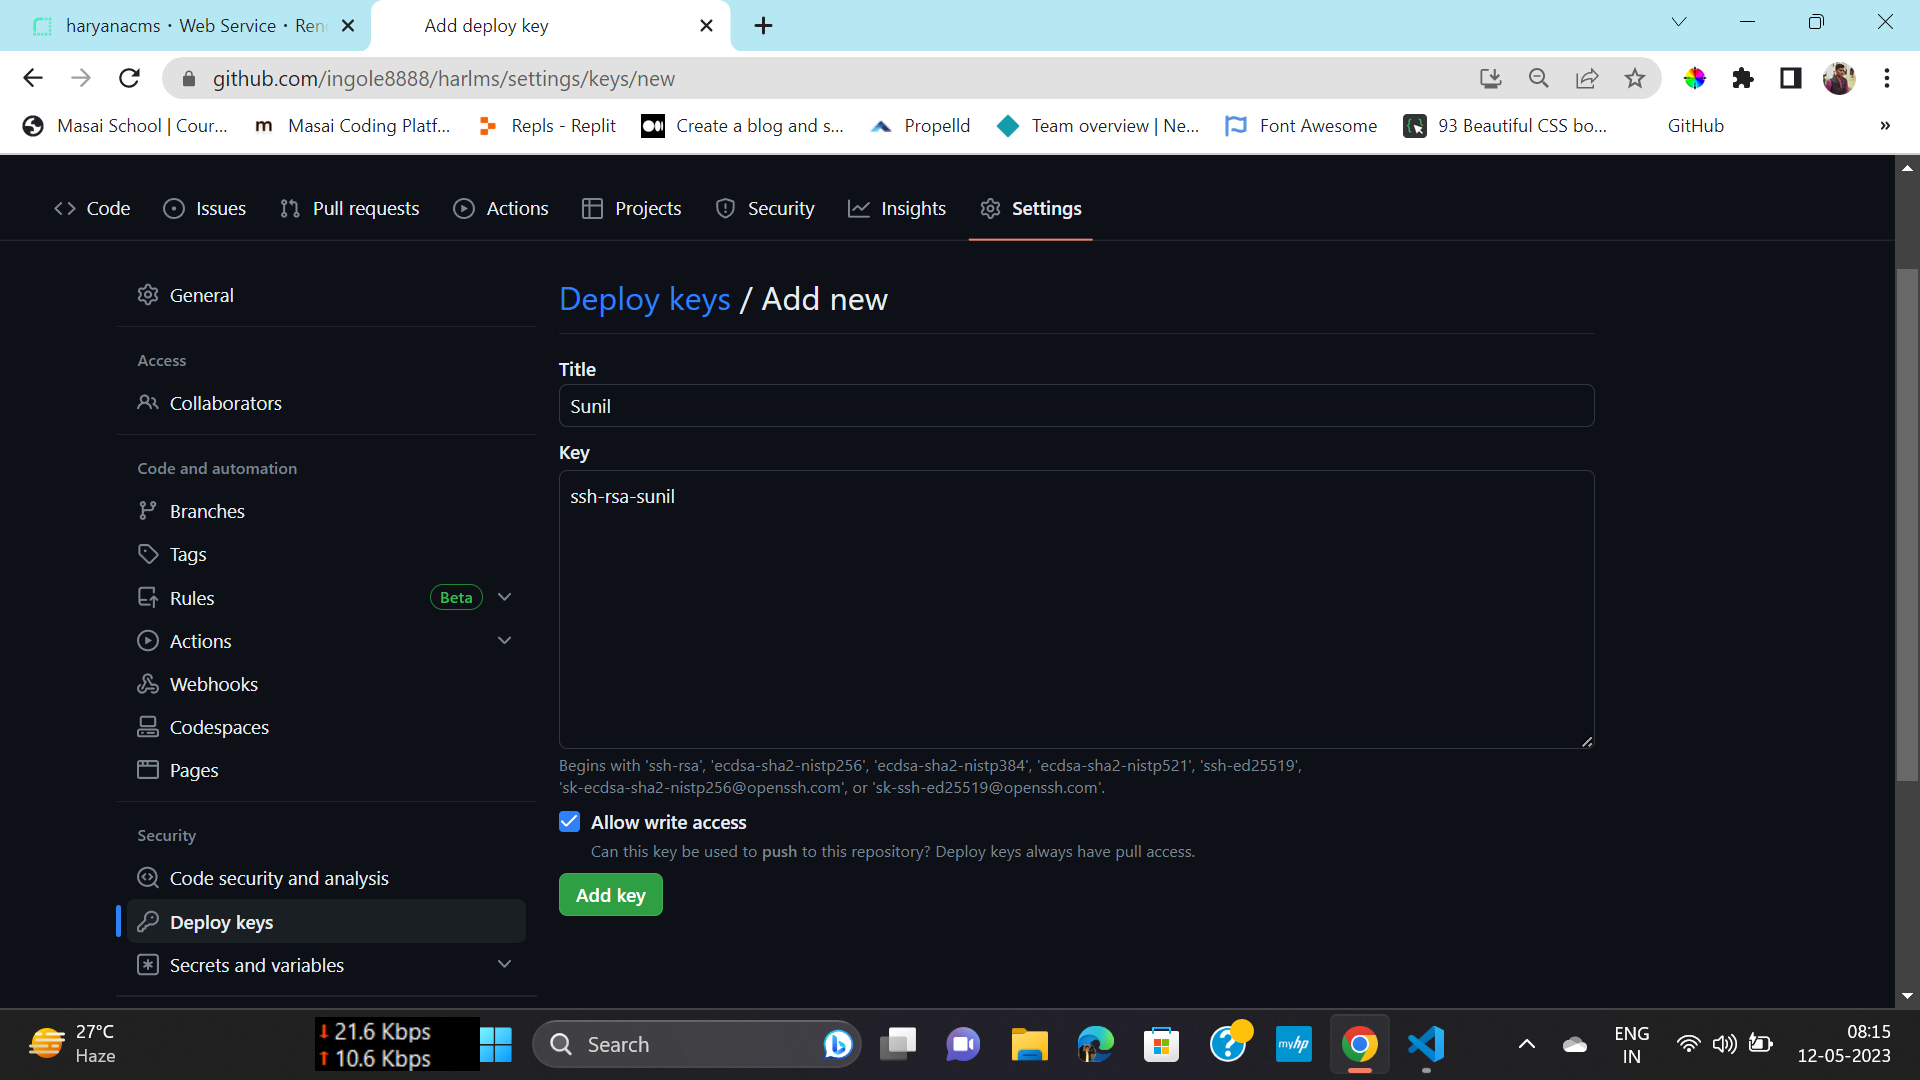 haryanacms · Web Service · Ren
Add deploy key
github.com/ingole8888/harlms/settings/keys/new
Masai School | Cour...
m Masai Coding Platf...
Repls - Replit
Create a blog and s...
Propelld
Team overview | Ne...
Font Awesome
93 Beautiful CSS bo...
GitHub
»
Code
Issues
Pull requests
Actions
Projects
Security
Insights
Settings
General
Access
Collaborators
Code and automation
Branches
Tags
Rules Beta
Actions
Webhooks
Codespaces
Pages
Security
Code security and analysis
Deploy keys
Secrets and variables
Deploy keys / Add new
Title
Sunil
Key
ssh-rsa-sunil
Begins with 'ssh-rsa', 'ecdsa-sha2-nistp256', 'ecdsa-sha2-nistp384', 'ecdsa-sha2-nistp521', 'ssh-ed25519',
'sk-ecdsa-sha2-nistp256@openssh.com', or 'sk-ssh-ed25519@openssh.com'.
Allow write access
Can this key be used to push to this repository? Deploy keys always have pull access.
Add key
27°C
Haze
↓ 21.6 Kbps
↑ 10.6 Kbps
Search
myhp
ENG
IN
08:15
12-05-2023